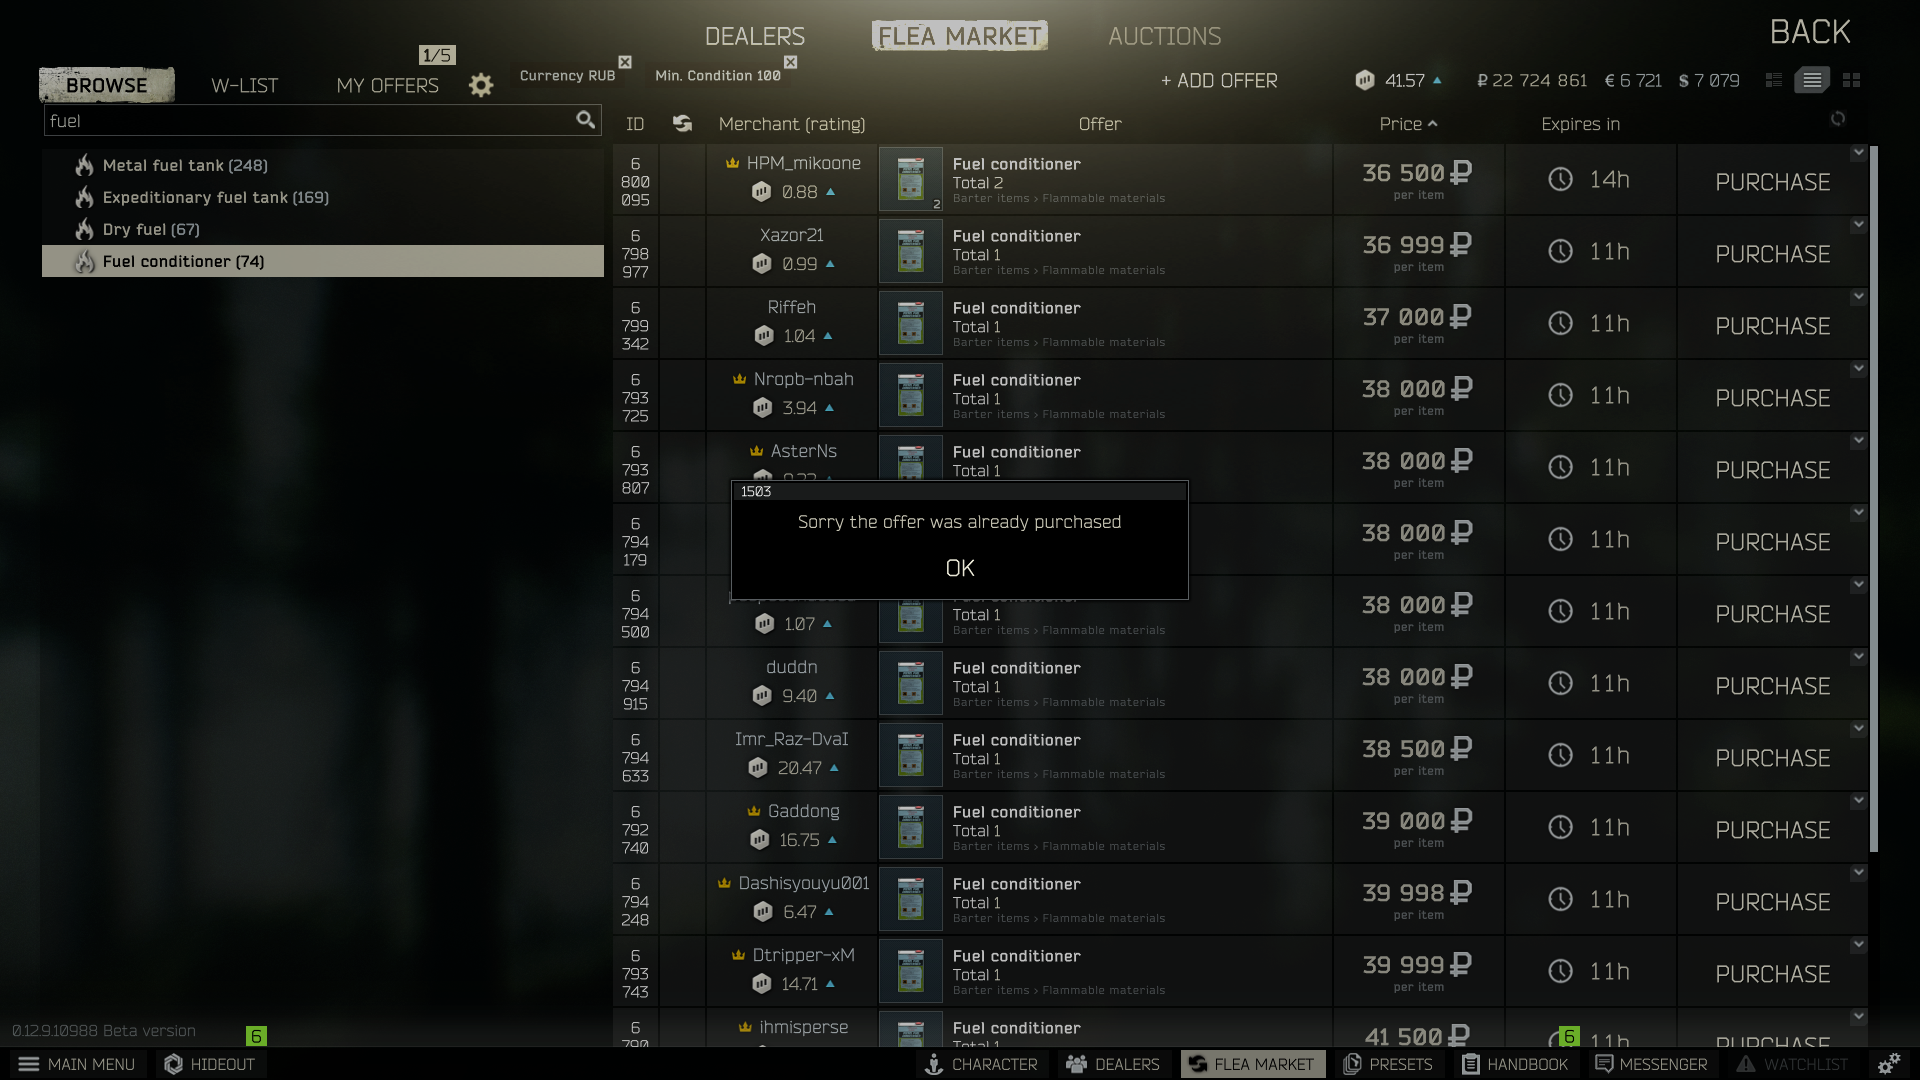 DEALERS
FLEA MARKET
AUCTIONS
BACK
1/5
BROWSE
W-LIST
MY OFFERS
Currency RUB
Min. Condition 100
+ ADD OFFER
41.57
₽ 22 724 861
€ 6 721
$ 7 079
fuel
ID
Merchant (rating)
Offer
Price
Expires in
Metal fuel tank (248)
Expeditionary fuel tank (169)
Dry fuel (67)
Fuel conditioner (74)
6
800
095
HPM_mikoone
0.88
2
Fuel conditioner
Total 2
Barter items › Flammable materials
36 500 ₽
per item
14h
PURCHASE
6
798
977
Xazor21
0.99
Fuel conditioner
Total 1
Barter items › Flammable materials
36 999 ₽
per item
11h
PURCHASE
6
799
342
Riffeh
1.04
Fuel conditioner
Total 1
Barter items › Flammable materials
37 000 ₽
per item
11h
PURCHASE
6
793
725
Nropb-nbah
3.94
Fuel conditioner
Total 1
Barter items › Flammable materials
38 000 ₽
per item
11h
PURCHASE
6
793
807
AsterNs
Fuel conditioner
Total 1
38 000 ₽
per item
11h
PURCHASE
1503
Sorry the offer was already purchased
OK
6
794
179
38 000 ₽
per item
11h
PURCHASE
6
794
500
1.07
Total 1
Barter items › Flammable materials
38 000 ₽
per item
11h
PURCHASE
6
794
915
duddn
9.40
Fuel conditioner
Total 1
Barter items › Flammable materials
38 000 ₽
per item
11h
PURCHASE
6
794
633
Imr_Raz-DvaI
20.47
Fuel conditioner
Total 1
Barter items › Flammable materials
38 500 ₽
per item
11h
PURCHASE
6
792
740
Gaddong
16.75
Fuel conditioner
Total 1
Barter items › Flammable materials
39 000 ₽
per item
11h
PURCHASE
6
794
248
Dashisyouyu001
6.47
Fuel conditioner
Total 1
Barter items › Flammable materials
39 998 ₽
per item
11h
PURCHASE
6
793
743
Dtripper-xM
14.71
Fuel conditioner
Total 1
Barter items › Flammable materials
39 999 ₽
per item
11h
PURCHASE
6
790
ihmisperse
Fuel conditioner
Total 1
41 500 ₽
11h
PURCHASE
0.12.9.10988 Beta version
6
6
MAIN MENU
HIDEOUT
CHARACTER
DEALERS
FLEA MARKET
PRESETS
HANDBOOK
MESSENGER
WATCHLIST